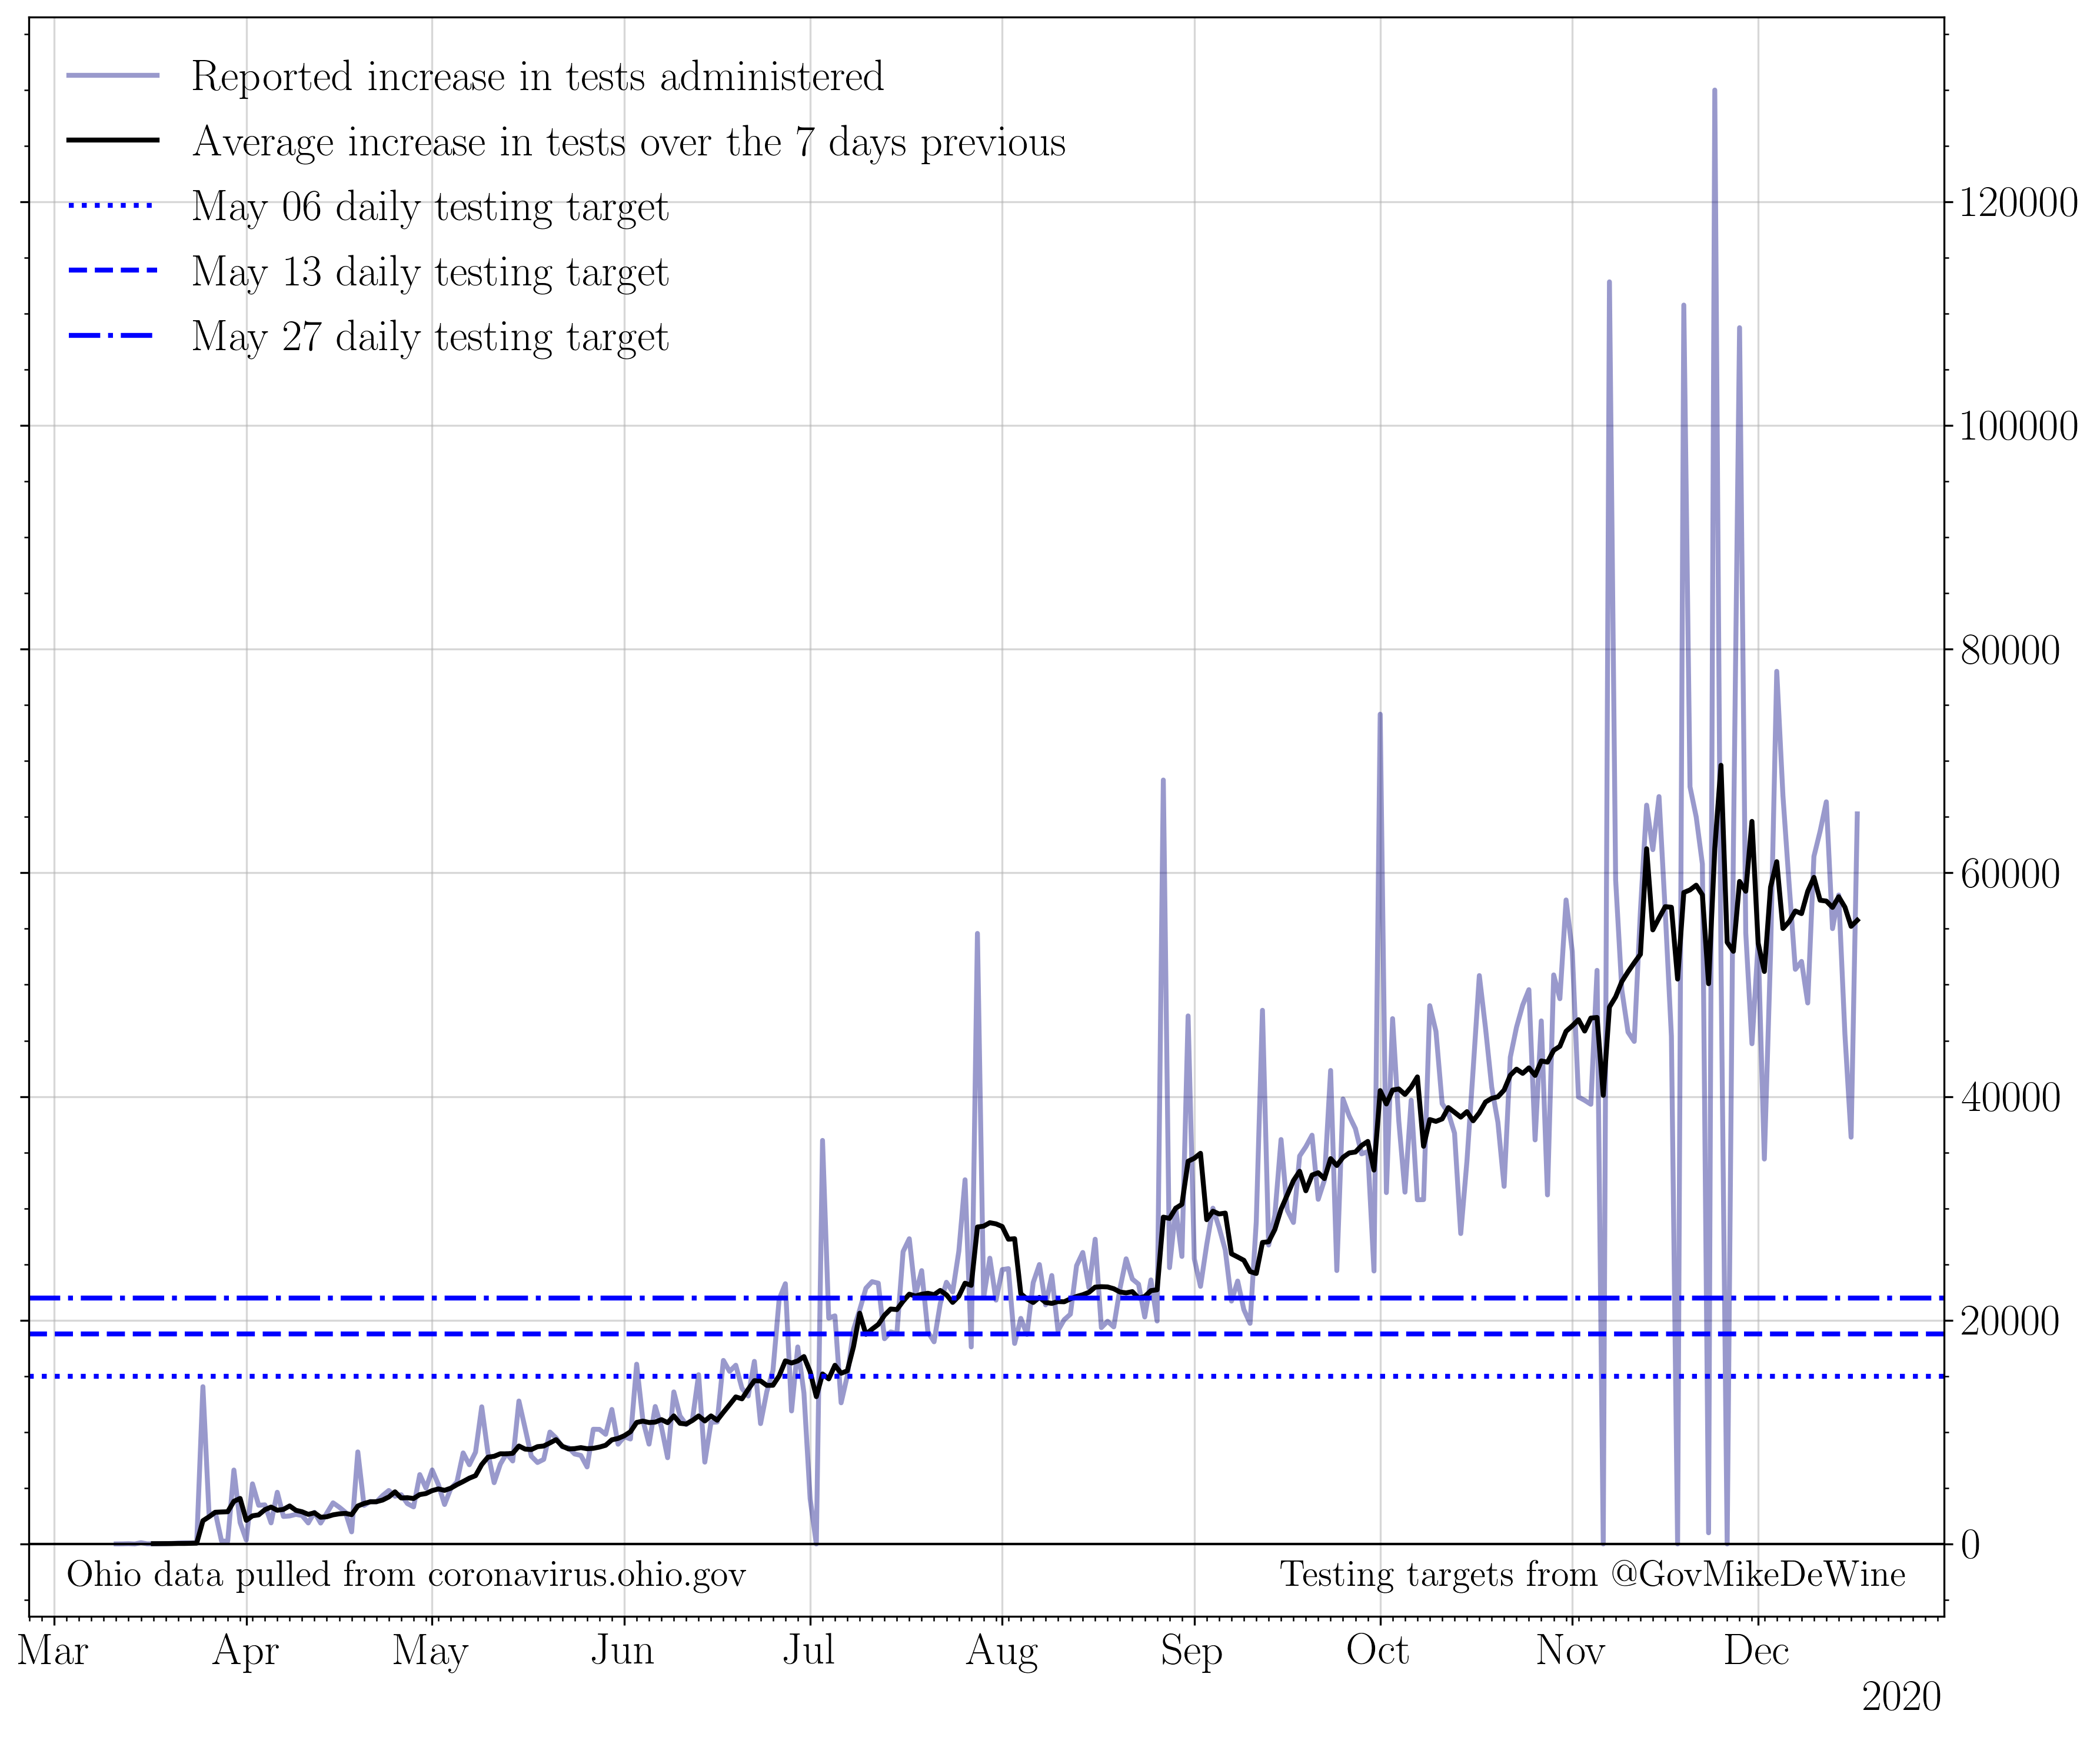 Reported increase in tests administered
Average increase in tests over the 7 days previous
May 06 daily testing target
May 13 daily testing target
May 27 daily testing target
120000
100000
80000
60000
40000
20000
0
Ohio data pulled from coronavirus.ohio.gov
Testing targets from @GovMikeDeWine
Mar Apr May Jun Jul Aug Sep Oct Nov Dec
2020